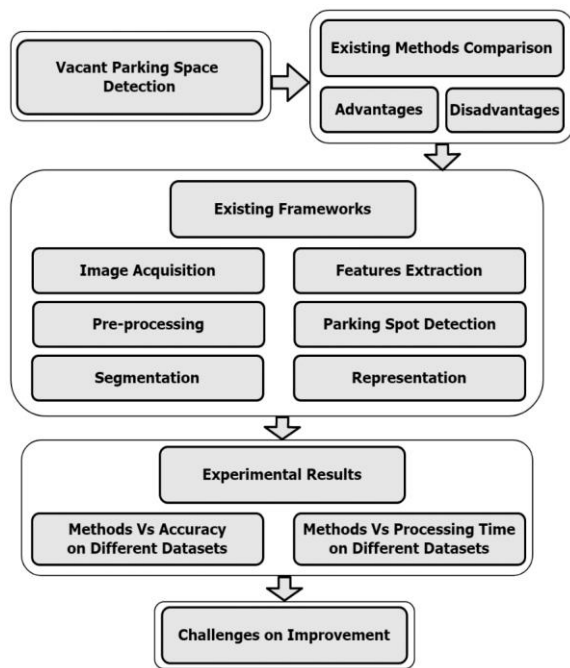 Vacant Parking Space
Detection
Existing Methods Comparison
Advantages
Disadvantages
Existing Frameworks
Image Acquisition
Features Extraction
Pre-processing
Parking Spot Detection
Segmentation
Representation
Experimental Results
Methods Vs Accuracy
on Different Datasets
Methods Vs Processing Time
on Different Datasets
Challenges on Improvement